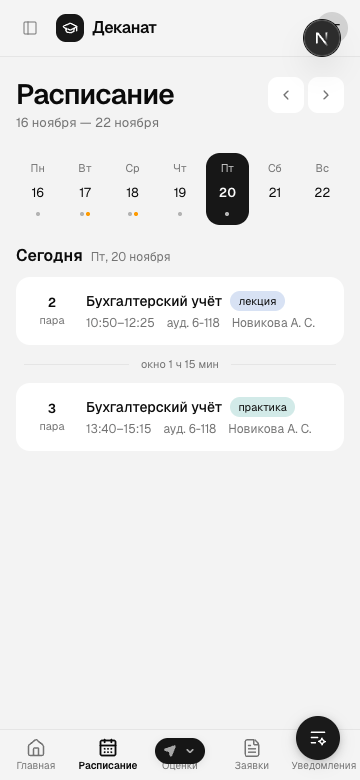 Деканат
N
Расписание
16 ноября — 22 ноября
Пн Вт Ср Чт Пт Сб Вс
16 17 18 19 20 21 22
Сегодня Пт, 20 ноября
2 Бухгалтерский учёт лекция
пара 10:50–12:25 ауд. 6-118 Новикова А. С.
окно 1 ч 15 мин
3 Бухгалтерский учёт практика
пара 13:40–15:15 ауд. 6-118 Новикова А. С.
Главная Расписание Оценки Заявки Уведомления